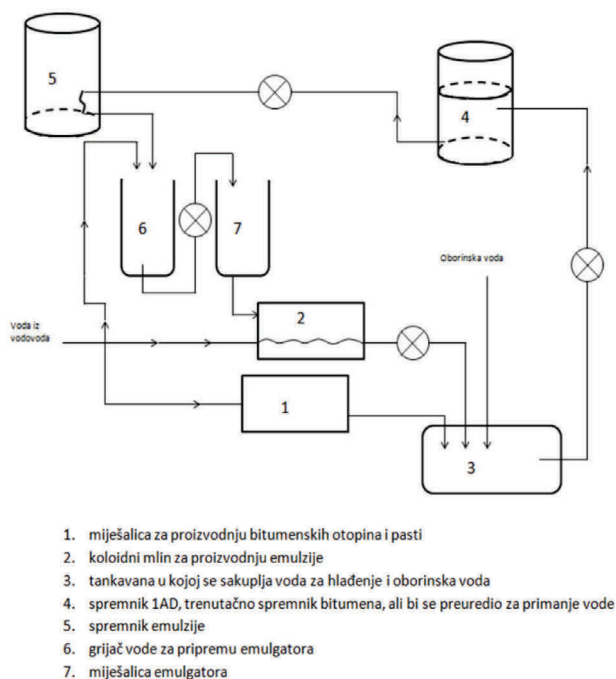 5
4
6
7
Oborinska voda
2
Voda iz
vodovoda
1
3
1. miješalica za proizvodnju bitumenskih otopina i pasti
2. koloidni mlin za proizvodnju emulzije
3. tankavana u kojoj se sakuplja voda za hlađenje i oborinska voda
4. spremnik 1AD, trenutačno spremnik bitumena, ali bi se preuredio za primanje vode
5. spremnik emulzije
6. grijač vode za pripremu emulgatora
7. miješalica emulgatora